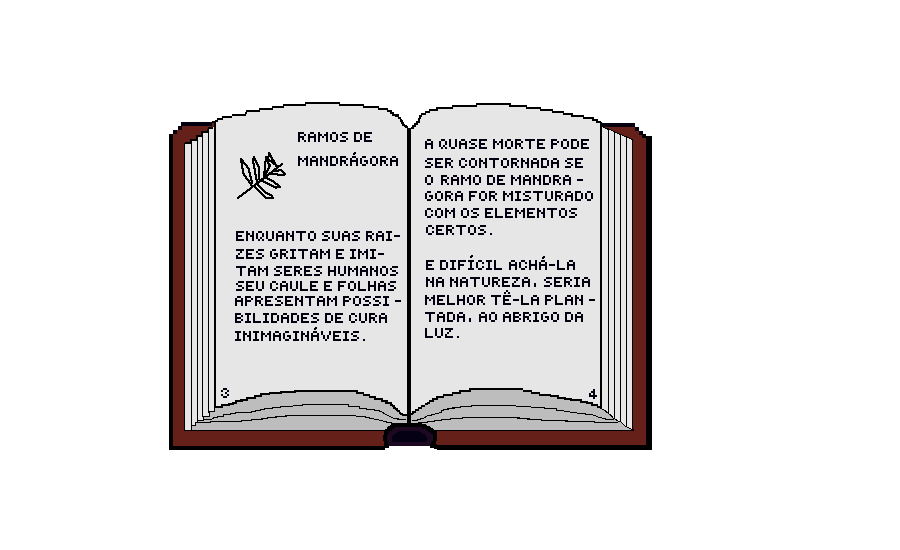 RAMOS DE
MANDRÁGORA
ENQUANTO SUAS RAI-
ZES GRITAM E IMI-
TAM SERES HUMANOS
SEU CAULE E FOLHAS
APRESENTAM POSSI -
BILIDADES DE CURA
INIMAGINÁVEIS.
3
A QUASE MORTE PODE
SER CONTORNADA SE
O RAMO DE MANDRA -
GORA FOR MISTURADO
COM OS ELEMENTOS
CERTOS.
E DIFÍCIL ACHÁ-LA
NA NATUREZA. SERIA
MELHOR TÊ-LA PLAN -
TADA. AO ABRIGO DA
LUZ.
4